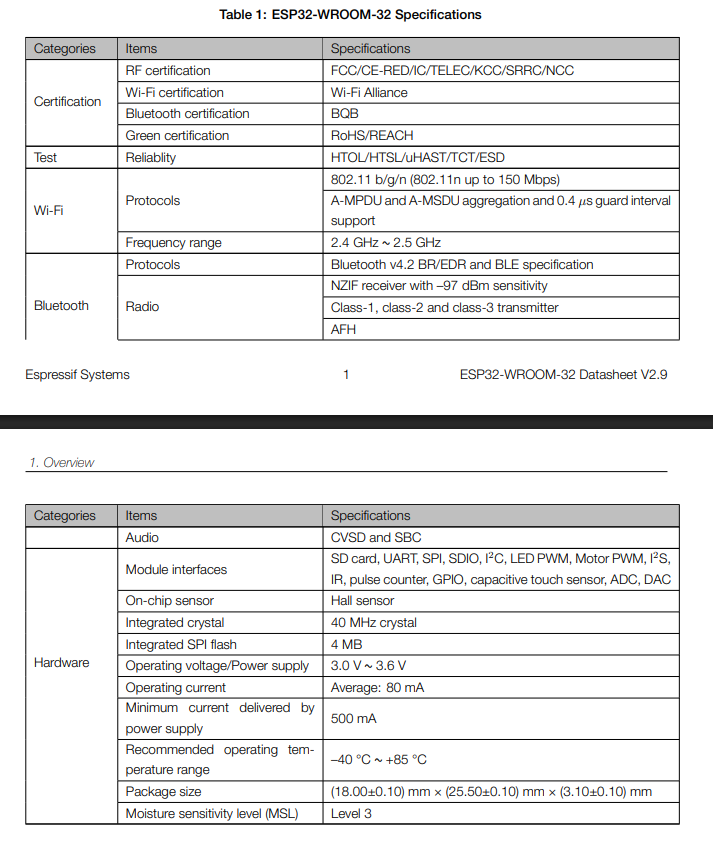 Table 1: ESP32-WROOM-32 Specifications
Categories Items Specifications
Certification
RF certification FCC/CE-RED/IC/TELEC/KCC/SRRC/NCC
Wi-Fi certification Wi-Fi Alliance
Bluetooth certification BQB
Green certification RoHS/REACH
Test Reliablity HTOL/HTSL/uHAST/TCT/ESD
Wi-Fi
Protocols
802.11 b/g/n (802.11n up to 150 Mbps)
A-MPDU and A-MSDU aggregation and 0.4 µs guard interval
support
Frequency range 2.4 GHz ~ 2.5 GHz
Bluetooth
Protocols Bluetooth v4.2 BR/EDR and BLE specification
Radio
NZIF receiver with –97 dBm sensitivity
Class-1, class-2 and class-3 transmitter
AFH
Espressif Systems 1 ESP32-WROOM-32 Datasheet V2.9
1. Overview
Categories Items Specifications
Audio CVSD and SBC
Hardware
Module interfaces
SD card, UART, SPI, SDIO, I²C, LED PWM, Motor PWM, I²S,
IR, pulse counter, GPIO, capacitive touch sensor, ADC, DAC
On-chip sensor Hall sensor
Integrated crystal 40 MHz crystal
Integrated SPI flash 4 MB
Operating voltage/Power supply 3.0 V ~ 3.6 V
Operating current Average: 80 mA
Minimum current delivered by
power supply
500 mA
Recommended operating tem-
perature range
–40 °C ~ +85 °C
Package size (18.00±0.10) mm × (25.50±0.10) mm × (3.10±0.10) mm
Moisture sensitivity level (MSL) Level 3